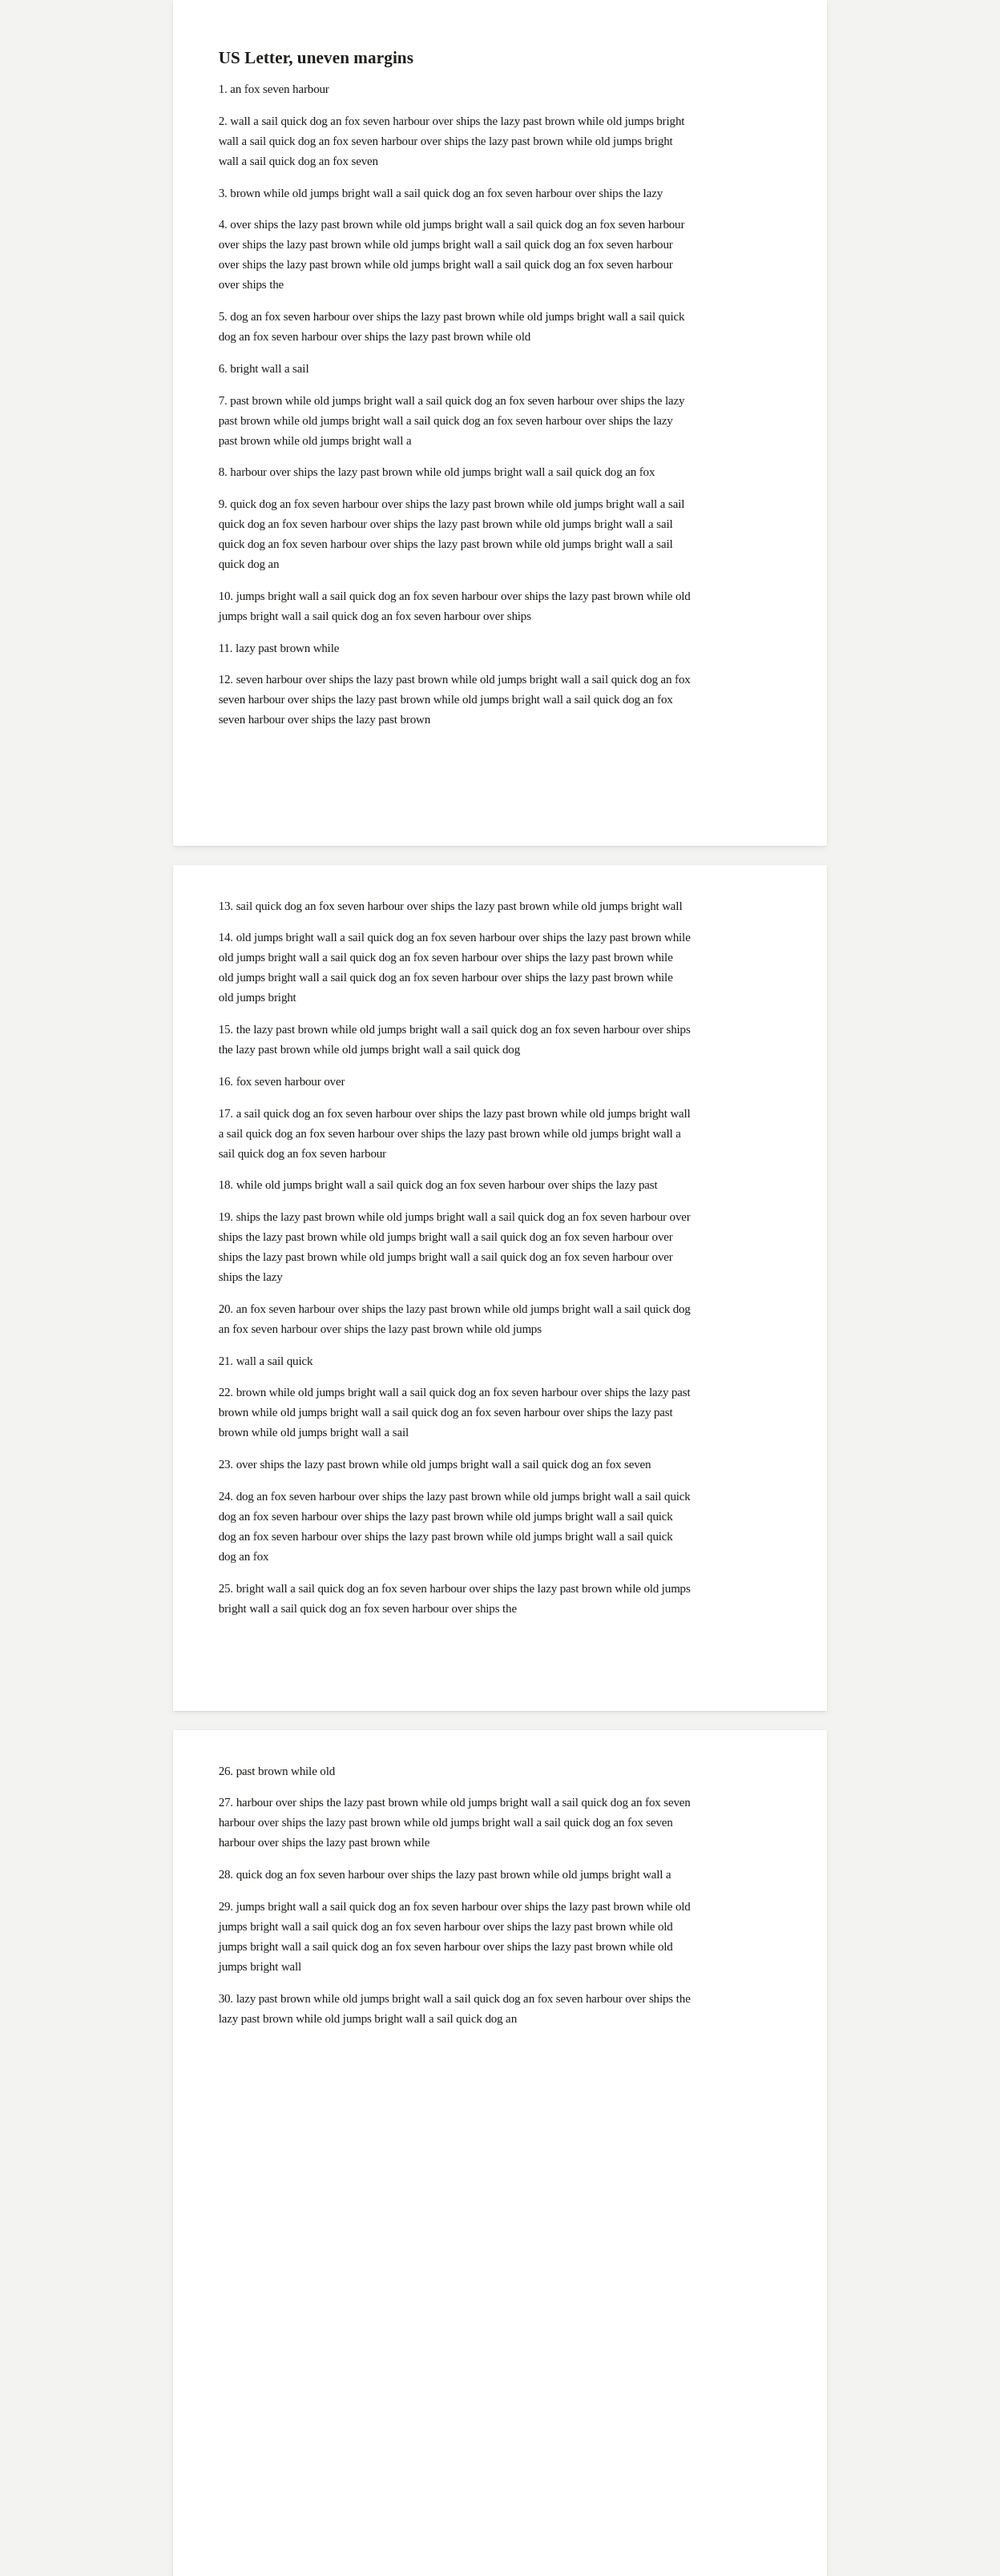 US Letter, uneven margins
1. an fox seven harbour
2. wall a sail quick dog an fox seven harbour over ships the lazy past brown while old jumps bright
wall a sail quick dog an fox seven harbour over ships the lazy past brown while old jumps bright
wall a sail quick dog an fox seven
3. brown while old jumps bright wall a sail quick dog an fox seven harbour over ships the lazy
4. over ships the lazy past brown while old jumps bright wall a sail quick dog an fox seven harbour
over ships the lazy past brown while old jumps bright wall a sail quick dog an fox seven harbour
over ships the lazy past brown while old jumps bright wall a sail quick dog an fox seven harbour
over ships the
5. dog an fox seven harbour over ships the lazy past brown while old jumps bright wall a sail quick
dog an fox seven harbour over ships the lazy past brown while old
6. bright wall a sail
7. past brown while old jumps bright wall a sail quick dog an fox seven harbour over ships the lazy
past brown while old jumps bright wall a sail quick dog an fox seven harbour over ships the lazy
past brown while old jumps bright wall a
8. harbour over ships the lazy past brown while old jumps bright wall a sail quick dog an fox
9. quick dog an fox seven harbour over ships the lazy past brown while old jumps bright wall a sail
quick dog an fox seven harbour over ships the lazy past brown while old jumps bright wall a sail
quick dog an fox seven harbour over ships the lazy past brown while old jumps bright wall a sail
quick dog an
10. jumps bright wall a sail quick dog an fox seven harbour over ships the lazy past brown while old
jumps bright wall a sail quick dog an fox seven harbour over ships
11. lazy past brown while
12. seven harbour over ships the lazy past brown while old jumps bright wall a sail quick dog an fox
seven harbour over ships the lazy past brown while old jumps bright wall a sail quick dog an fox
seven harbour over ships the lazy past brown
13. sail quick dog an fox seven harbour over ships the lazy past brown while old jumps bright wall
14. old jumps bright wall a sail quick dog an fox seven harbour over ships the lazy past brown while
old jumps bright wall a sail quick dog an fox seven harbour over ships the lazy past brown while
old jumps bright wall a sail quick dog an fox seven harbour over ships the lazy past brown while
old jumps bright
15. the lazy past brown while old jumps bright wall a sail quick dog an fox seven harbour over ships
the lazy past brown while old jumps bright wall a sail quick dog
16. fox seven harbour over
17. a sail quick dog an fox seven harbour over ships the lazy past brown while old jumps bright wall
a sail quick dog an fox seven harbour over ships the lazy past brown while old jumps bright wall a
sail quick dog an fox seven harbour
18. while old jumps bright wall a sail quick dog an fox seven harbour over ships the lazy past
19. ships the lazy past brown while old jumps bright wall a sail quick dog an fox seven harbour over
ships the lazy past brown while old jumps bright wall a sail quick dog an fox seven harbour over
ships the lazy past brown while old jumps bright wall a sail quick dog an fox seven harbour over
ships the lazy
20. an fox seven harbour over ships the lazy past brown while old jumps bright wall a sail quick dog
an fox seven harbour over ships the lazy past brown while old jumps
21. wall a sail quick
22. brown while old jumps bright wall a sail quick dog an fox seven harbour over ships the lazy past
brown while old jumps bright wall a sail quick dog an fox seven harbour over ships the lazy past
brown while old jumps bright wall a sail
23. over ships the lazy past brown while old jumps bright wall a sail quick dog an fox seven
24. dog an fox seven harbour over ships the lazy past brown while old jumps bright wall a sail quick
dog an fox seven harbour over ships the lazy past brown while old jumps bright wall a sail quick
dog an fox seven harbour over ships the lazy past brown while old jumps bright wall a sail quick
dog an fox
25. bright wall a sail quick dog an fox seven harbour over ships the lazy past brown while old jumps
bright wall a sail quick dog an fox seven harbour over ships the
26. past brown while old
27. harbour over ships the lazy past brown while old jumps bright wall a sail quick dog an fox seven
harbour over ships the lazy past brown while old jumps bright wall a sail quick dog an fox seven
harbour over ships the lazy past brown while
28. quick dog an fox seven harbour over ships the lazy past brown while old jumps bright wall a
29. jumps bright wall a sail quick dog an fox seven harbour over ships the lazy past brown while old
jumps bright wall a sail quick dog an fox seven harbour over ships the lazy past brown while old
jumps bright wall a sail quick dog an fox seven harbour over ships the lazy past brown while old
jumps bright wall
30. lazy past brown while old jumps bright wall a sail quick dog an fox seven harbour over ships the
lazy past brown while old jumps bright wall a sail quick dog an